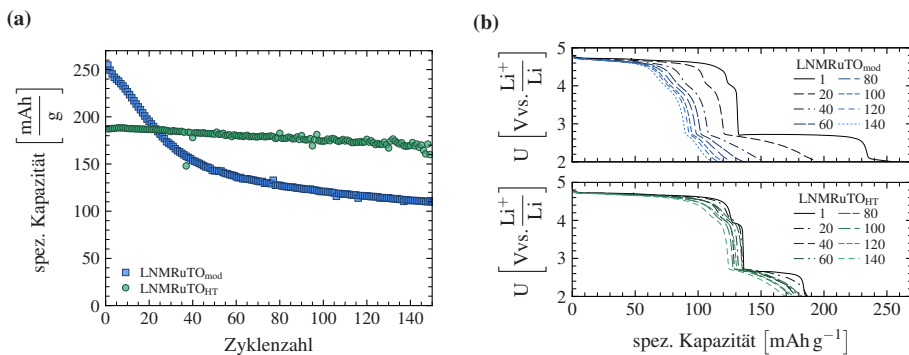 (a)
spez. Kapazität [mAh/g]
250
200
150
100
50
0
LNMRuTOmod
LNMRuTOHT
0 20 40 60 80 100 120 140
Zyklenzahl
(b)
U [Vvs. Li+/Li]
5
4
3
2
LNMRuTOmod
1 80
20 100
40 120
60 140
U [Vvs. Li+/Li]
5
4
3
2
LNMRuTOHT
1 80
20 100
40 120
60 140
0 50 100 150 200 250
spez. Kapazität [mAh g−1]